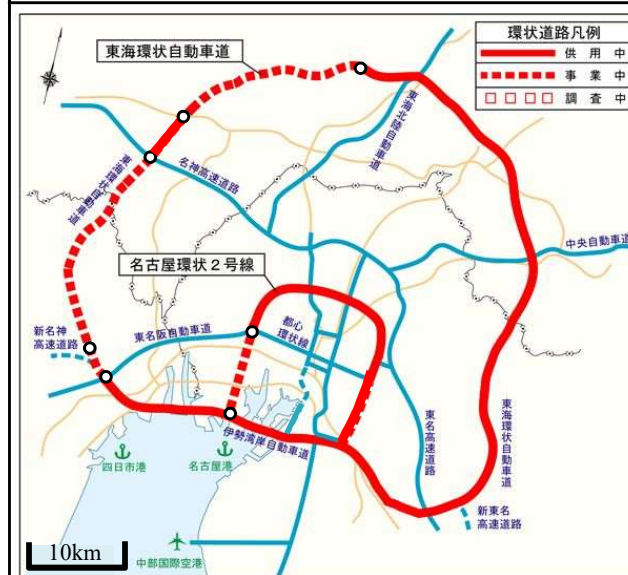 環状道路凡例
供用中
事業中
調査中
東海環状自動車道
東海北陸自動車道
東海環状自動車道
名神高速道路
中央自動車道
名古屋環状２号線
新名神
高速道路
東名阪自動車道
都心
環状線
東海環状自動車道
東名高速道路
伊勢湾岸自動車道
四日市港
名古屋港
新東名
高速道路
10km
中部国際空港